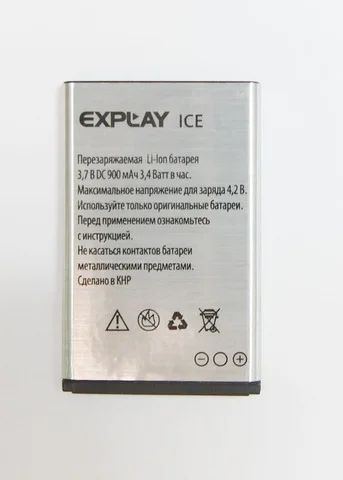 EXPLAY ICE
Перезаряжаемая Li-Ion батарея
3,7 В DC 900 мАч 3,4 Ватт в час.
Максимальное напряжение для заряда 4,2 В.
Используйте только оригинальные батареи.
Перед применением ознакомьтесь
с инструкцией.
Не касаться контактов батареи
металлическими предметами.
Сделано в КНР